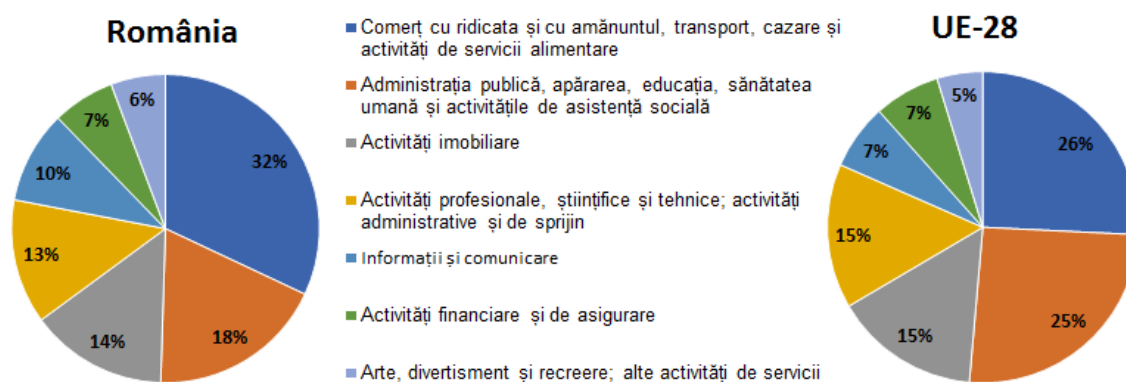 România
32%
18%
14%
13%
10%
7%
6%
Comerț cu ridicata și cu amănuntul, transport, cazare și
activități de servicii alimentare
Administrația publică, apărarea, educația, sănătatea
umană și activitățile de asistență socială
Activități imobiliare
Activități profesionale, științifice și tehnice; activități
administrative și de sprijin
Informații și comunicare
Activități financiare și de asigurare
Arte, divertisment și recreere; alte activități de servicii
UE-28
26%
25%
15%
15%
7%
7%
5%